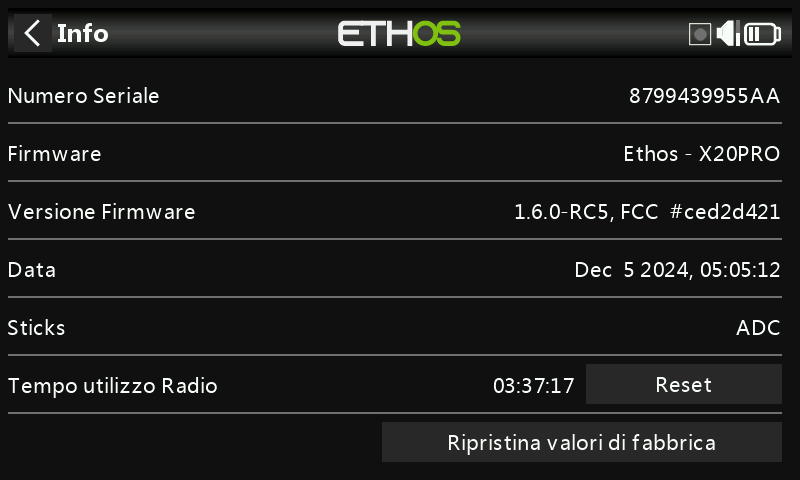 Info
ETHOS
Numero Seriale 8799439955AA
Firmware Ethos - X20PRO
Versione Firmware 1.6.0-RC5, FCC #ced2d421
Data Dec 5 2024, 05:05:12
Sticks ADC
Tempo utilizzo Radio 03:37:17 Reset
Ripristina valori di fabbrica